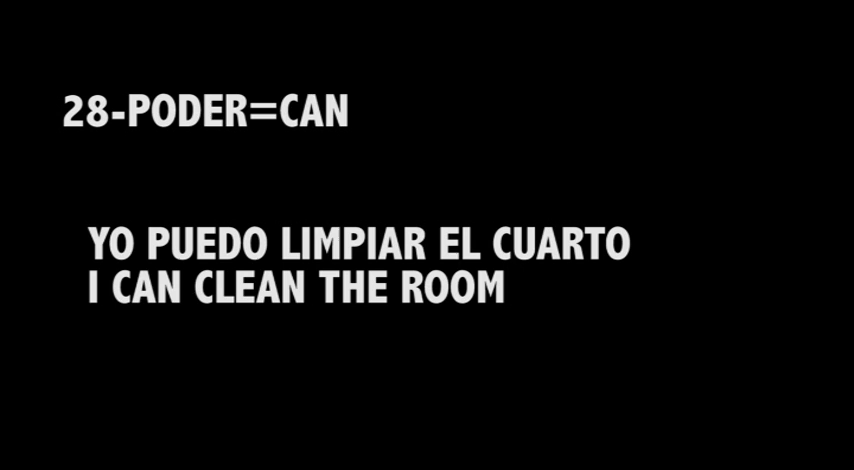 28-PODER=CAN
YO PUEDO LIMPIAR EL CUARTO
I CAN CLEAN THE ROOM